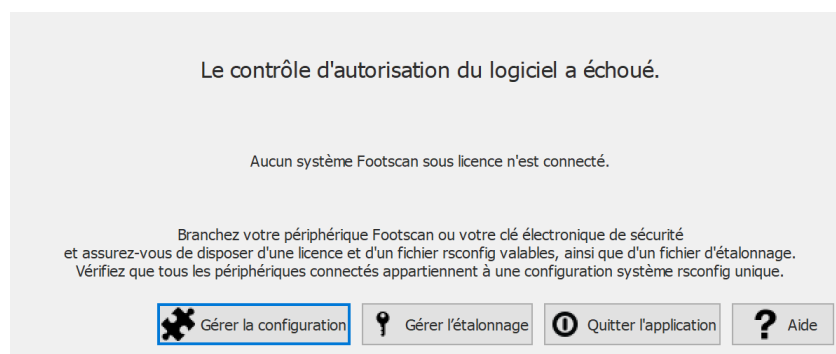 Le contrôle d'autorisation du logiciel a échoué.
Aucun système Footscan sous licence n'est connecté.
Branchez votre périphérique Footscan ou votre clé électronique de sécurité
et assurez-vous de disposer d'une licence et d'un fichier rsconfig valables, ainsi que d'un fichier d'étalonnage.
Vérifiez que tous les périphériques connectés appartiennent à une configuration système rsconfig unique.
Gérer la configuration Gérer l’étalonnage Quitter l'application ? Aide